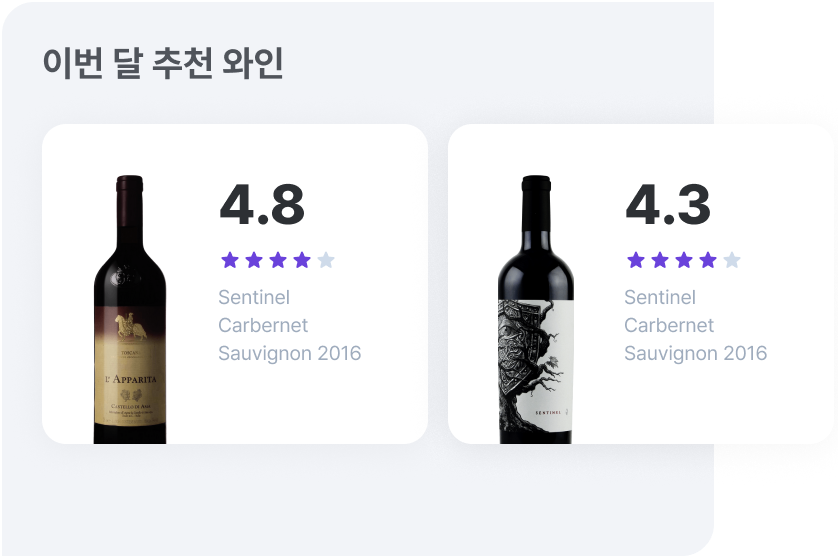 이번 달 추천 와인
4.8
Sentinel
Carbernet
Sauvignon 2016
L' APPARITA
CASTELLO DI AMA
4.3
Sentinel
Carbernet
Sauvignon 2016
SENTINEL